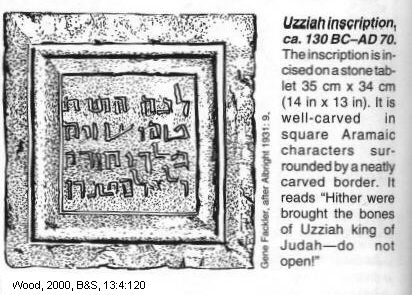 לכה התית
טמי עוזיה
מלך יהודה
ולא למפתח
Gene Fackler, after Albright 1931: 9.
Uzziah inscription,
ca. 130 BC–AD 70.
The inscription is in-
cised on a stone tab-
let 35 cm x 34 cm
(14 in x 13 in). It is
well-carved in
square Aramaic
characters sur-
rounded by a neatly
carved border. It
reads “Hither were
brought the bones
of Uzziah king of
Judah—do not
open!”
Wood, 2000, B&S, 13:4:120